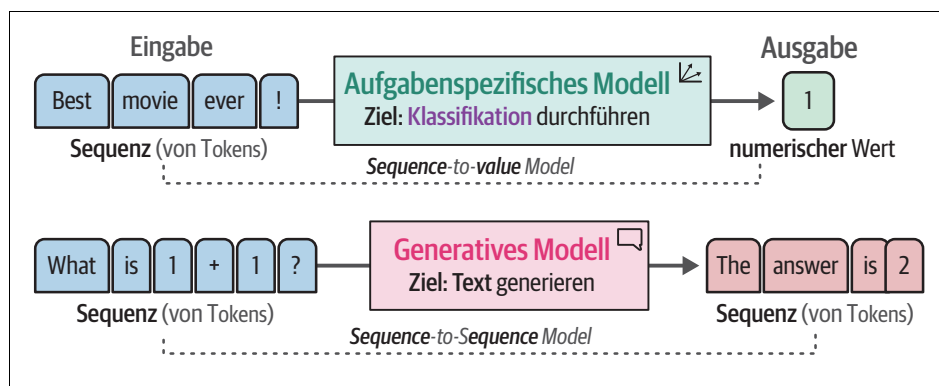 Eingabe
Ausgabe
Best movie ever !
Aufgabenspezifisches Modell
Ziel: Klassifikation durchführen
1
Sequenz (von Tokens)
numerischer Wert
Sequence-to-value Model
What is 1 + 1 ?
Generatives Modell
Ziel: Text generieren
The answer is 2
Sequenz (von Tokens)
Sequenz (von Tokens)
Sequence-to-Sequence Model